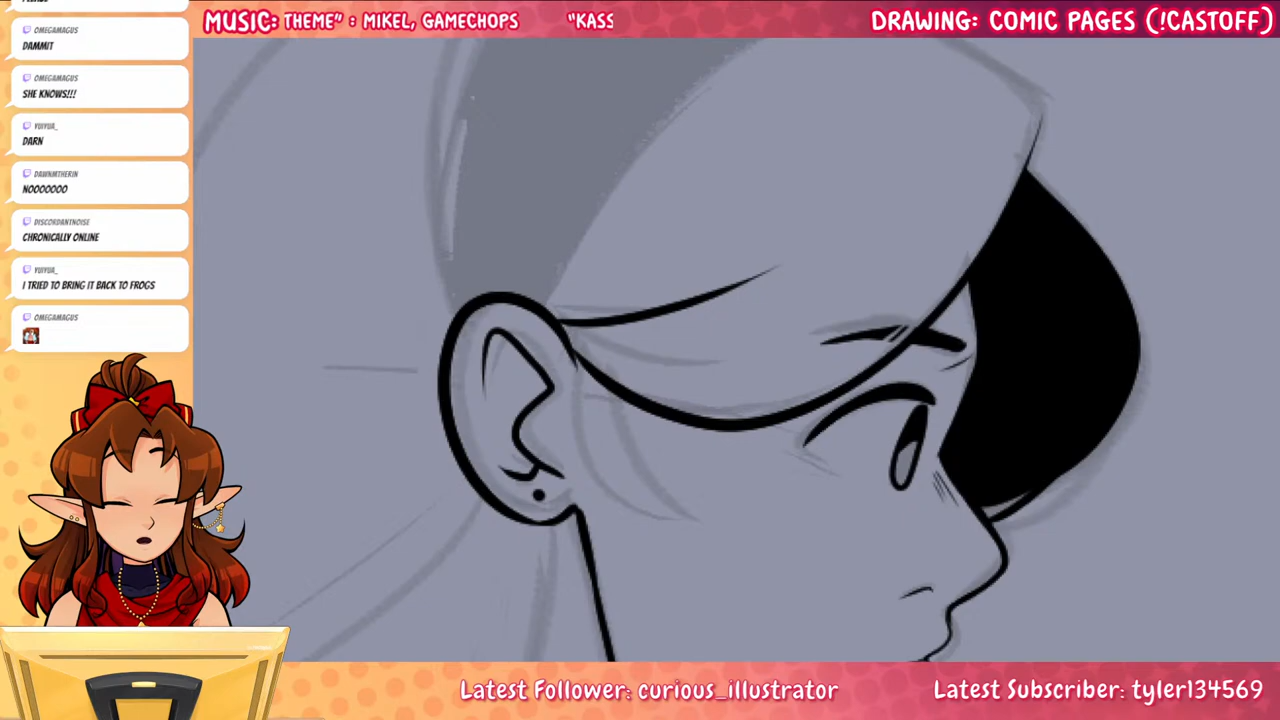 MUSIC: THEME" : MIKEL, GAMECHOPS "KASS
DRAWING: COMIC PAGES (!CASTOFF)
OMEGAMAGUS
DAMMIT
OMEGAMAGUS
SHE KNOWS!!!
YUIYUA_
DARN
DAWNMTHERIN
NOOOOOOO
DISCORDANTNOISE
CHRONICALLY ONLINE
YUIYUA_
I TRIED TO BRING IT BACK TO FROGS
OMEGAMAGUS
Latest Follower: curious_illustrator
Latest Subscriber: tyler134569